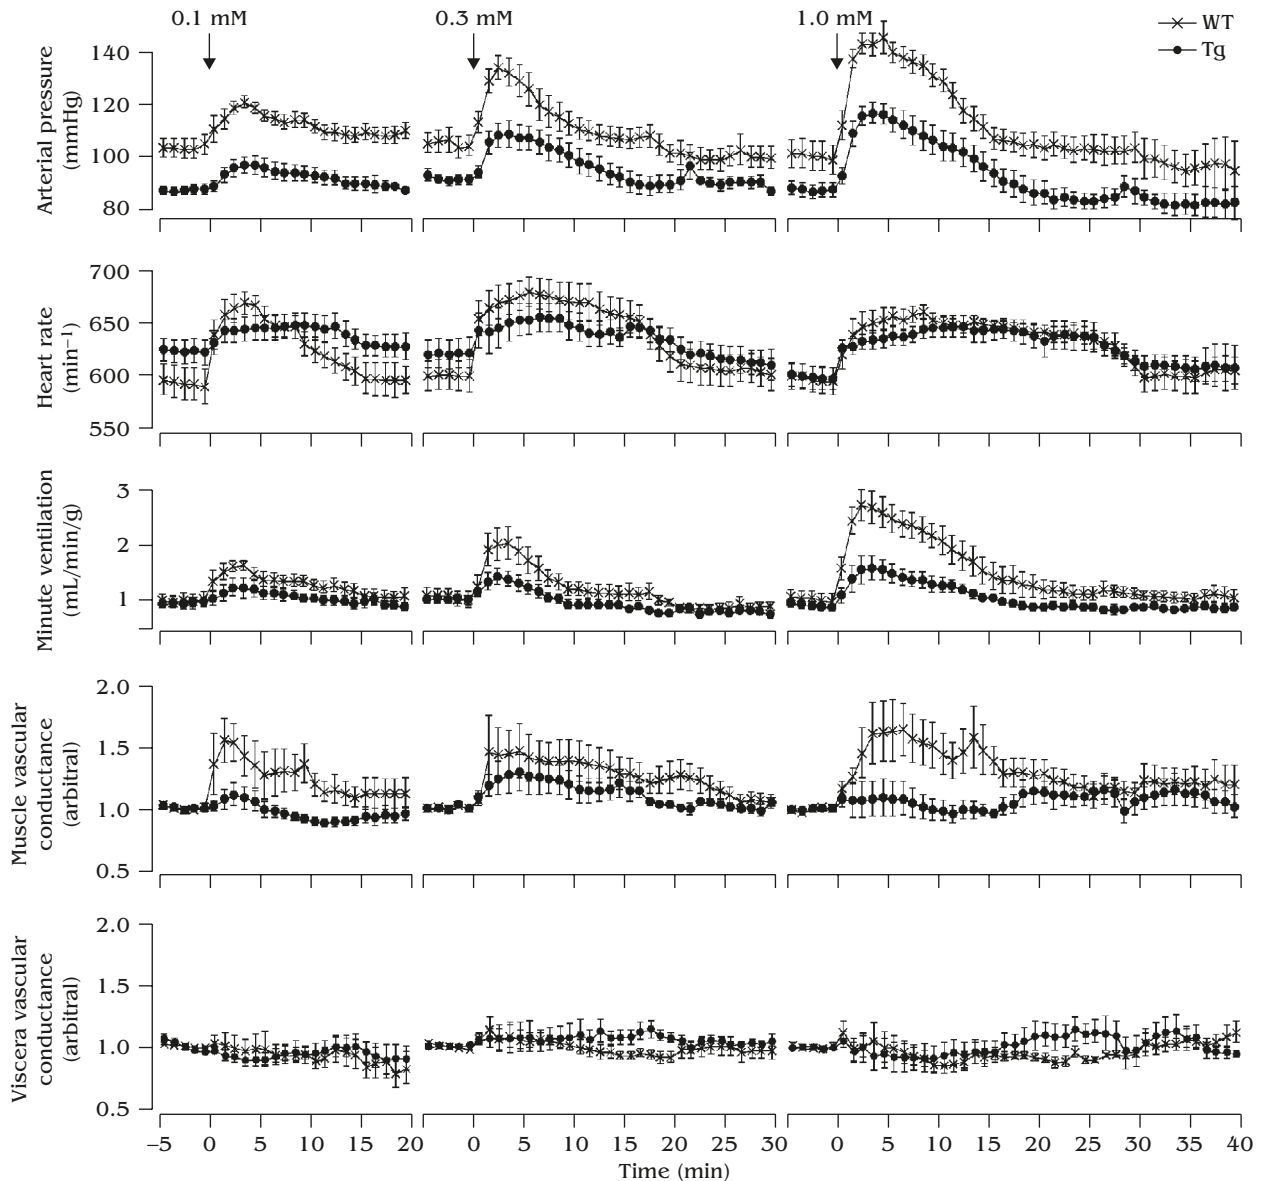 0.1 mM
0.3 mM
1.0 mM
WT
Tg
Arterial pressure
(mmHg)
140
120
100
80
Heart rate
(min⁻¹)
700
650
600
550
Minute ventilation
(mL/min/g)
3
2
1
Muscle vascular
conductance
(arbitral)
2.0
1.5
1.0
0.5
Viscera vascular
conductance
(arbitral)
2.0
1.5
1.0
0.5
−5 0 5 10 15 20 0 5 10 15 20 25 30 0 5 10 15 20 25 30 35 40
Time (min)